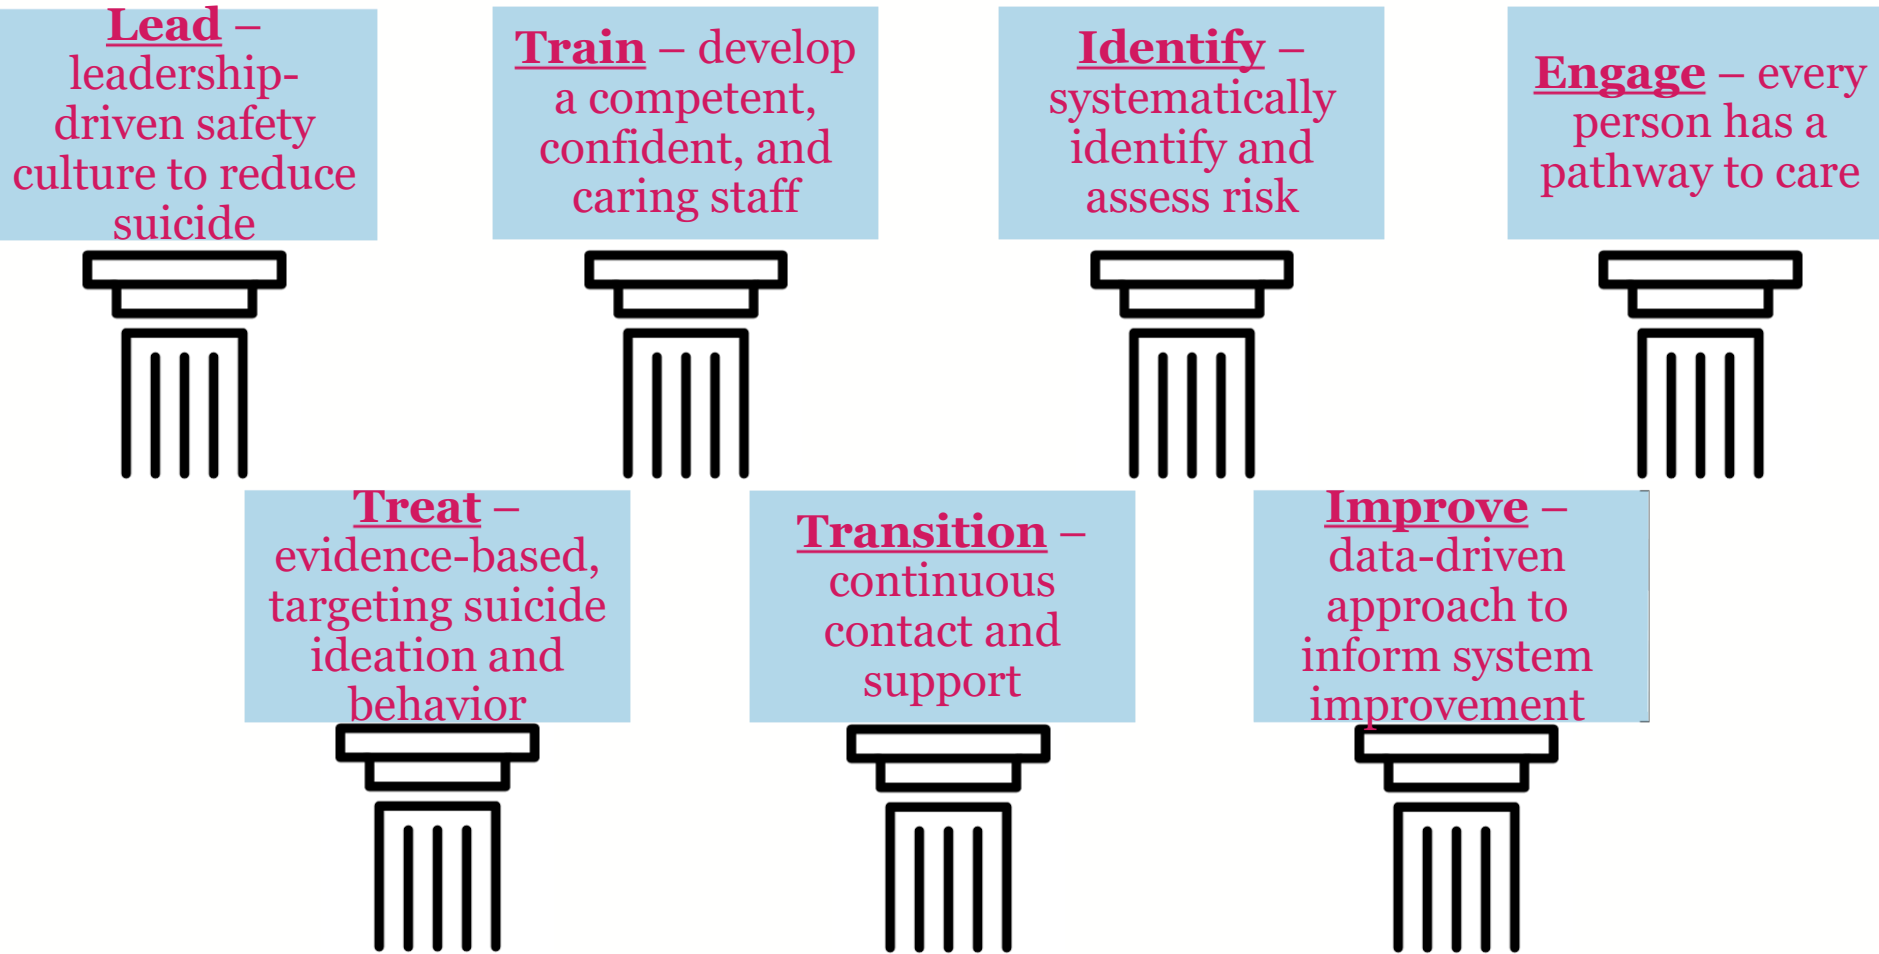 Lead –
leadership-
driven safety
culture to reduce
suicide
Train – develop
a competent,
confident, and
caring staff
Identify –
systematically
identify and
assess risk
Engage – every
person has a
pathway to care
Treat –
evidence-based,
targeting suicide
ideation and
behavior
Transition –
continuous
contact and
support
Improve –
data-driven
approach to
inform system
improvement